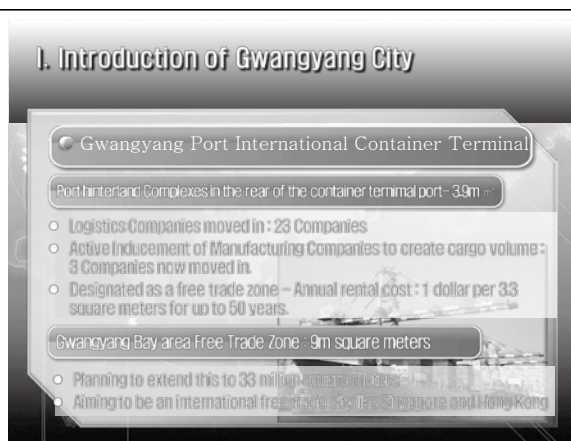 I. Introduction of Gwangyang City
Gwangyang Port International Container Terminal
Port hinterland Complexes in the rear of the container temimal port- 3.9m ㎡
Logistics Companies moved in : 23 Companies
Active Inducement of Manufacturing Companies to create cargo volume :
3 Companies now moved in.
Designated as a free trade zone – Annual rental cost : 1 dollar per 3.3
square meters for up to 50 years.
Gwangyang Bay area Free Trade Zone : 9m square meters
Planning to extend this to 33 million square meters
Aiming to be an international free trade city like Singapore and Hong Kong